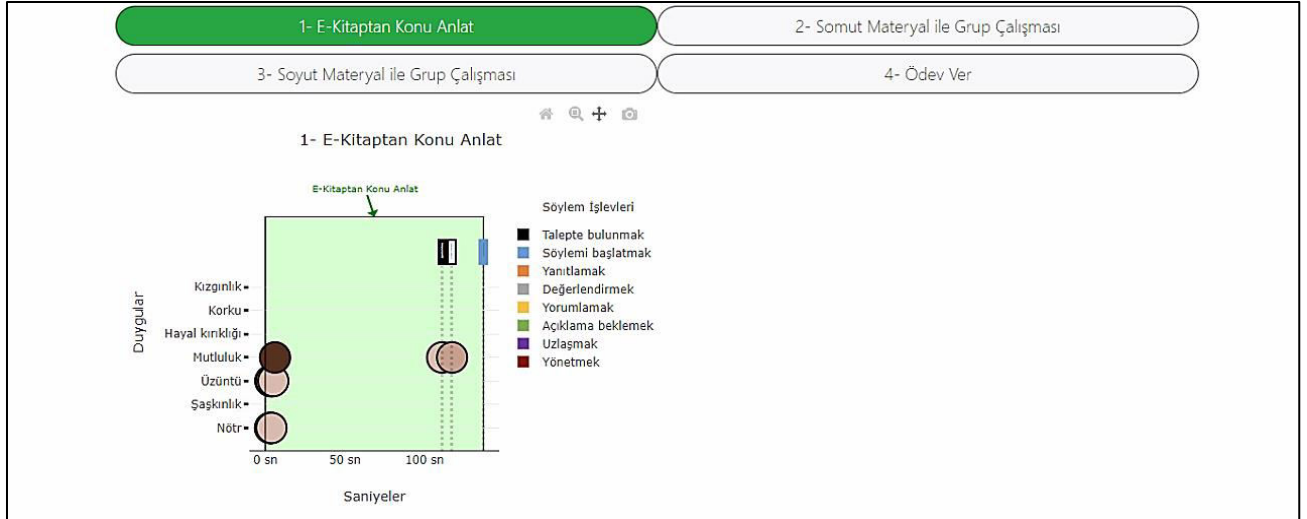 1- E-Kitaptan Konu Anlat
2- Somut Materyal ile Grup Çalışması
3- Soyut Materyal ile Grup Çalışması
4- Ödev Ver
1- E-Kitaptan Konu Anlat
E-Kitaptan Konu Anlat
Söylem İşlevleri
Talepte bulunmak
Söylemi başlatmak
Yanıtlamak
Değerlendirmek
Yorumlamak
Açıklama beklemek
Uzlaşmak
Yönetmek
Duygular
Kızgınlık
Korku
Hayal kırıklığı
Mutluluk
Üzüntü
Şaşkınlık
Nötr
0 sn 50 sn 100 sn
Saniyeler